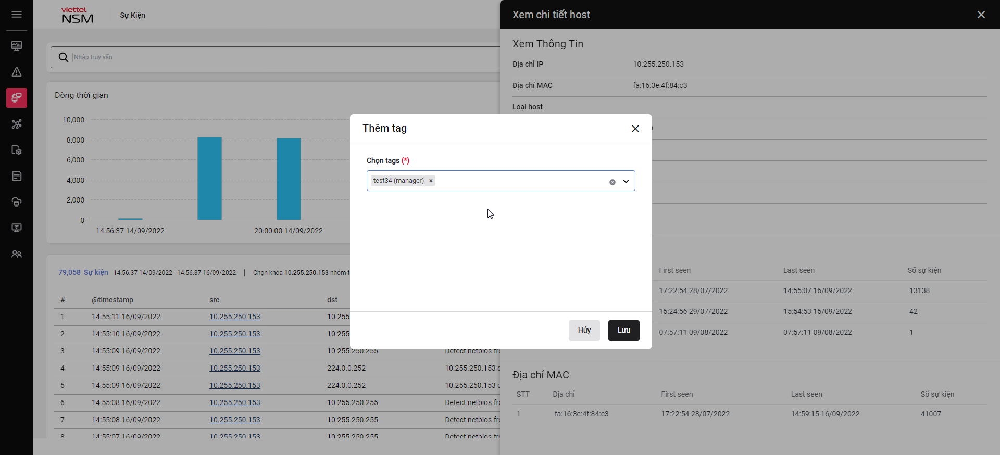 viettel
NSM
Sự Kiện
Xem chi tiết host
Nhập truy vấn
Xem Thông Tin
Địa chỉ IP 10.255.250.153
Địa chỉ MAC fa:16:3e:4f:84:c3
Loại host
Dòng thời gian
10,000
8,000
6,000
4,000
2,000
0
14:56:37 14/09/2022 20:00:00 14/09/2022
Thêm tag
Chọn tags (*)
test34 (manager) ×
Hủy Lưu
79,058 Sự kiện 14:56:37 14/09/2022 - 14:56:37 16/09/2022 Chọn khóa 10.255.250.153 nhóm t
# @timestamp src dst
1 14:55:11 16/09/2022 10.255.250.153 10.255
2 14:55:10 16/09/2022 10.255.250.153 10.255
3 14:55:09 16/09/2022 10.255.250.153 10.255.250.255 Detect netbios fro
4 14:55:09 16/09/2022 10.255.250.153 224.0.0.252 10.255.250.153 c
5 14:55:09 16/09/2022 10.255.250.153 224.0.0.252 10.255.250.153 c
6 14:55:08 16/09/2022 10.255.250.153 10.255.250.255 Detect netbios fro
7 14:55:08 16/09/2022 10.255.250.153 10.255.250.255 Detect netbios fro
8 14:55:07 16/09/2022 10.255.250.153 10.255.250.255 Detect netbios fro
First seen Last seen Số sự kiện
17:22:54 28/07/2022 14:55:07 16/09/2022 13138
15:24:56 29/07/2022 15:54:53 15/09/2022 42
07:57:11 09/08/2022 07:57:11 09/08/2022 1
Địa chỉ MAC
STT Địa chỉ First seen Last seen Số sự kiện
1 fa:16:3e:4f:84:c3 17:22:54 28/07/2022 14:59:15 16/09/2022 41007